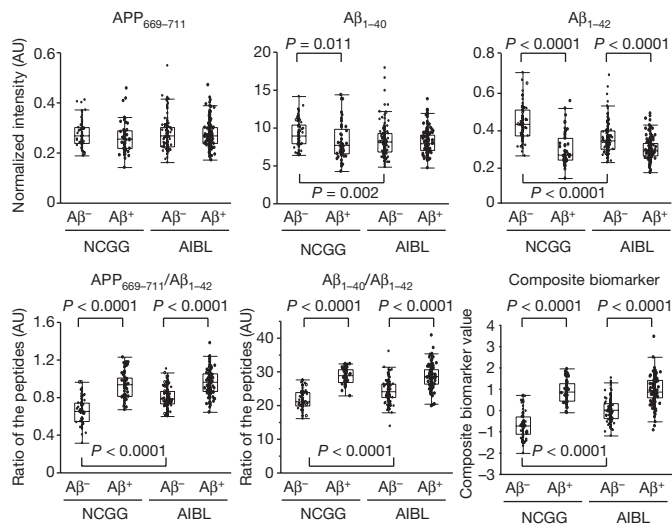 APP669–711
Normalized intensity (AU)
0.6
0.4
0.2
0
Aβ– Aβ+ Aβ– Aβ+
NCGG AIBL
Aβ1–40
P = 0.011
20
15
10
5
0
P = 0.002
Aβ– Aβ+ Aβ– Aβ+
NCGG AIBL
Aβ1–42
P < 0.0001 P < 0.0001
0.8
0.6
0.4
0.2
0
P < 0.0001
Aβ– Aβ+ Aβ– Aβ+
NCGG AIBL
APP669–711/Aβ1–42
P < 0.0001 P < 0.0001
Ratio of the peptides (AU)
1.6
1.2
0.8
0.4
0
P < 0.0001
Aβ– Aβ+ Aβ– Aβ+
NCGG AIBL
Aβ1–40/Aβ1–42
P < 0.0001 P < 0.0001
Ratio of the peptides (AU)
40
30
20
10
0
P < 0.0001
Aβ– Aβ+ Aβ– Aβ+
NCGG AIBL
Composite biomarker
P < 0.0001 P < 0.0001
Composite biomarker value
4
3
2
1
0
–1
–2
–3
P < 0.0001
Aβ– Aβ+ Aβ– Aβ+
NCGG AIBL